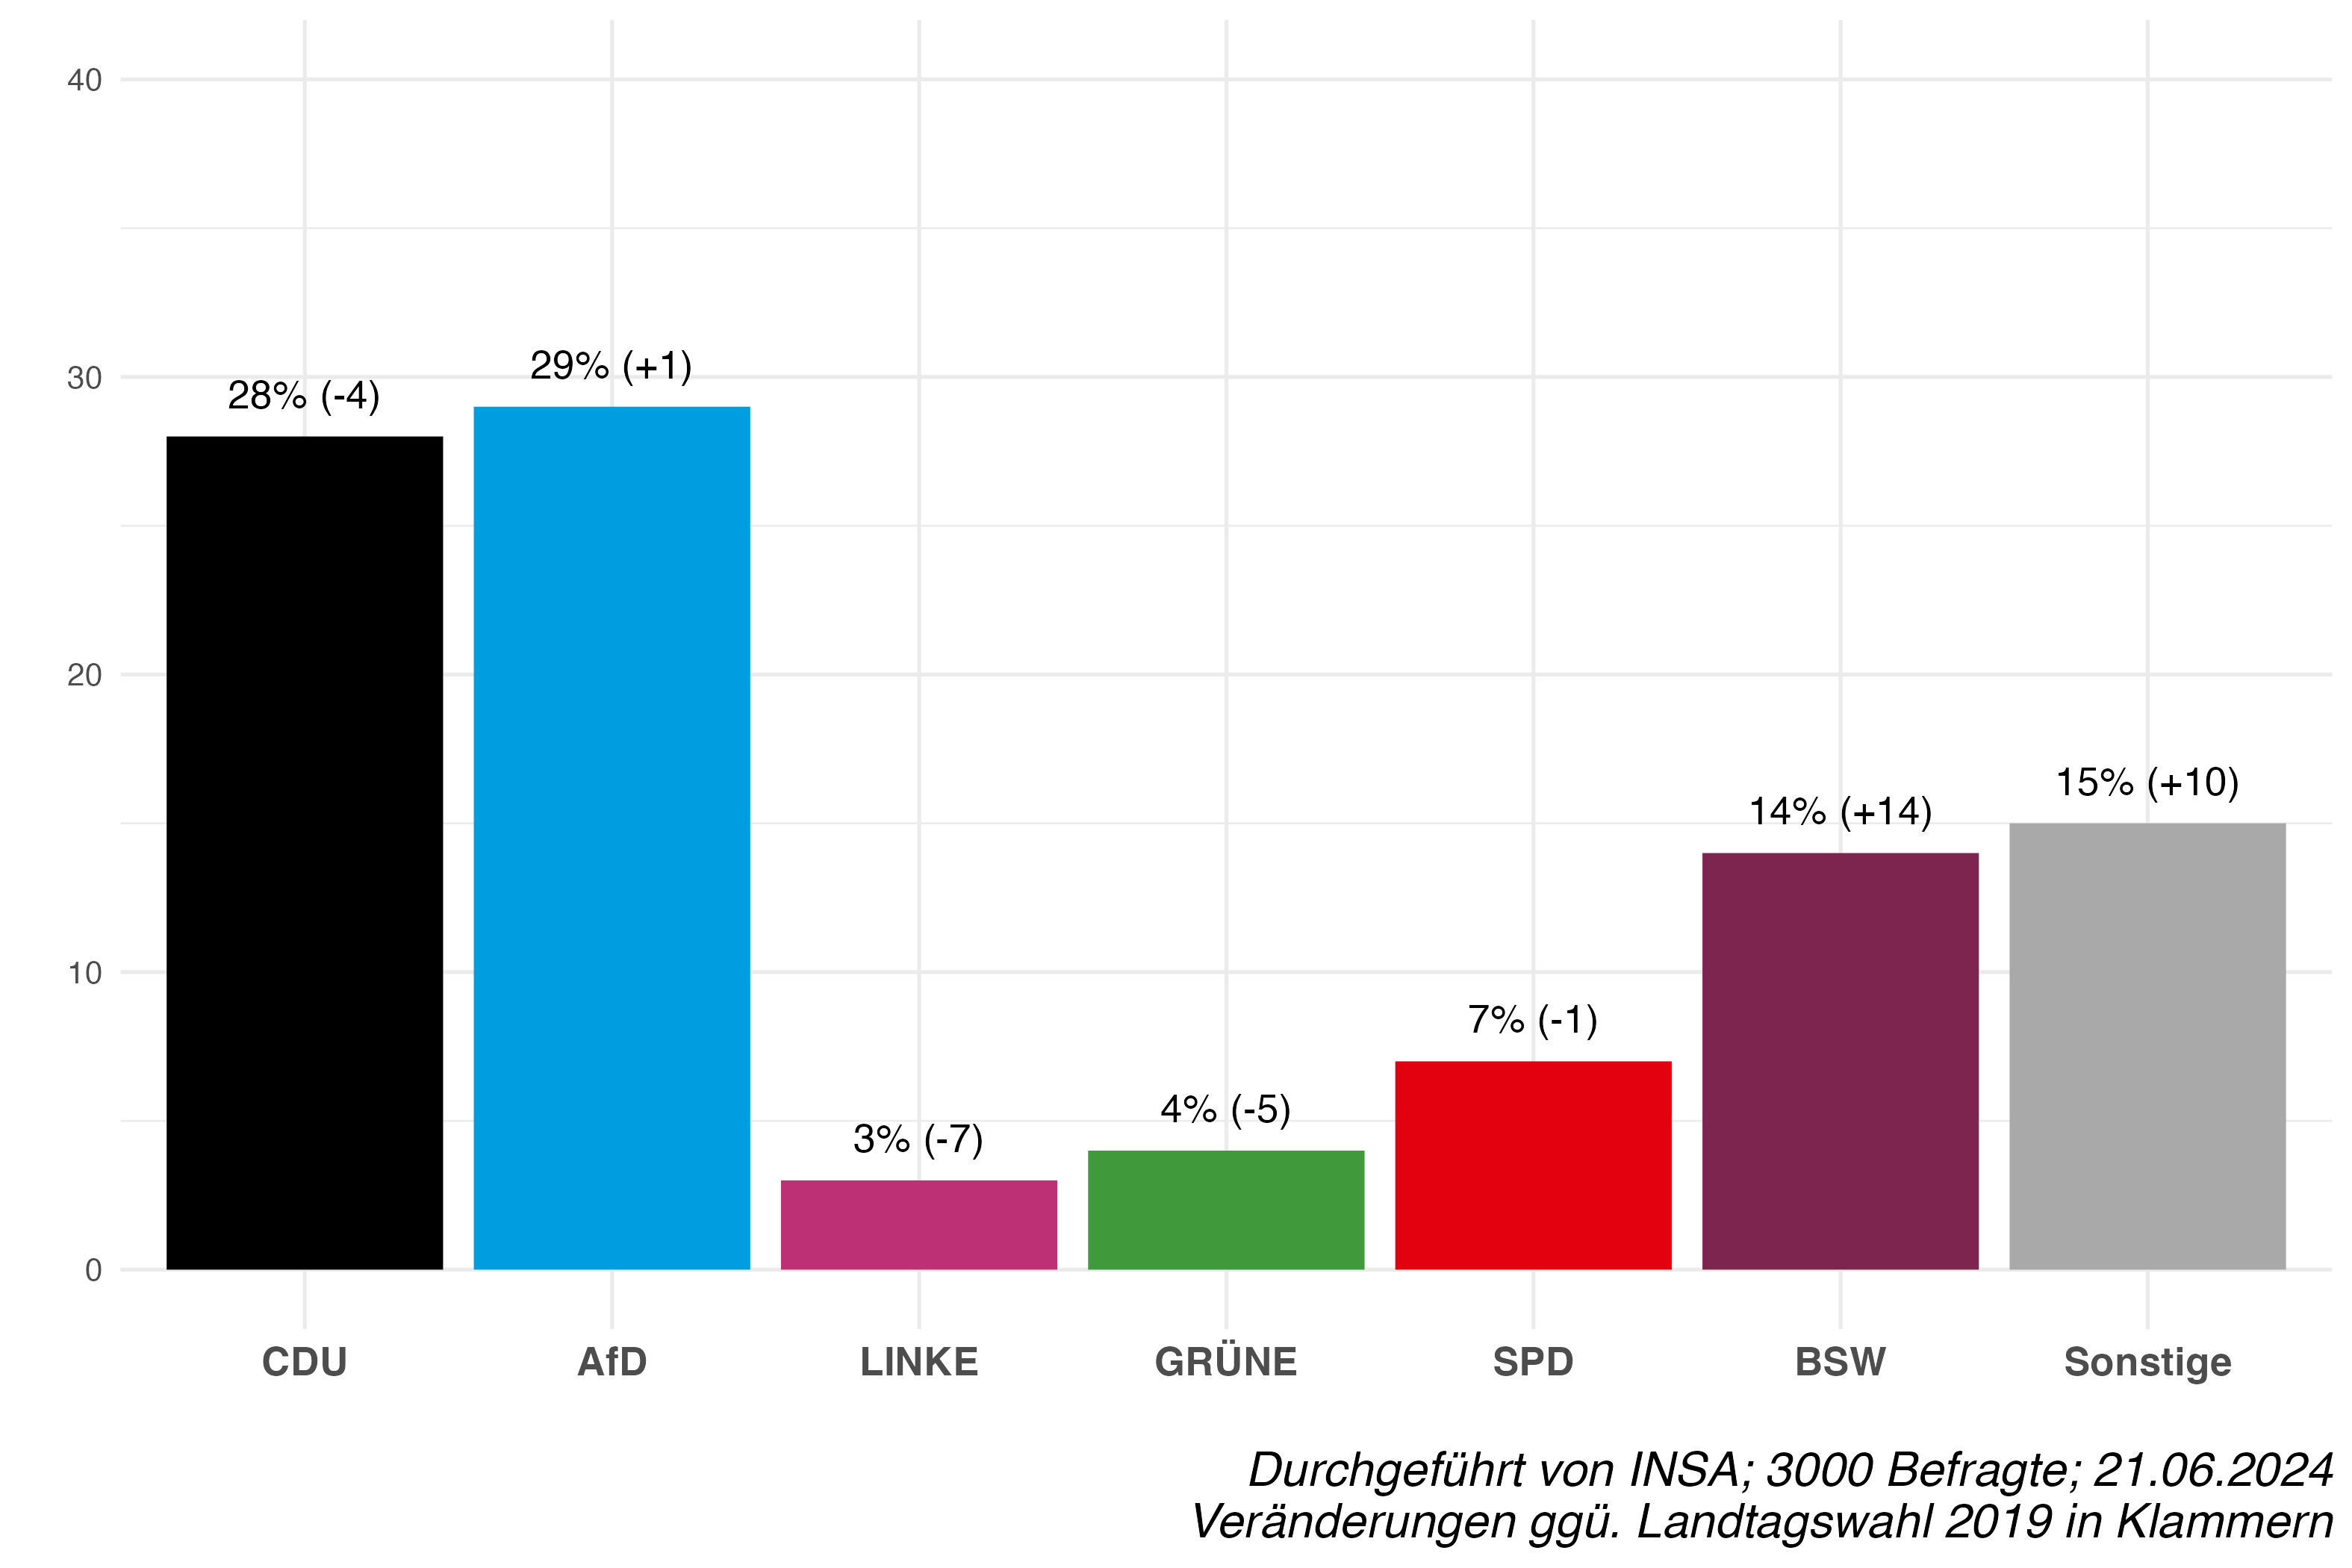 40
30
20
10
0
28% (-4)
29% (+1)
3% (-7)
4% (-5)
7% (-1)
14% (+14)
15% (+10)
CDU
AfD
LINKE
GRÜNE
SPD
BSW
Sonstige
Durchgeführt von INSA; 3000 Befragte; 21.06.2024
Veränderungen ggü. Landtagswahl 2019 in Klammern